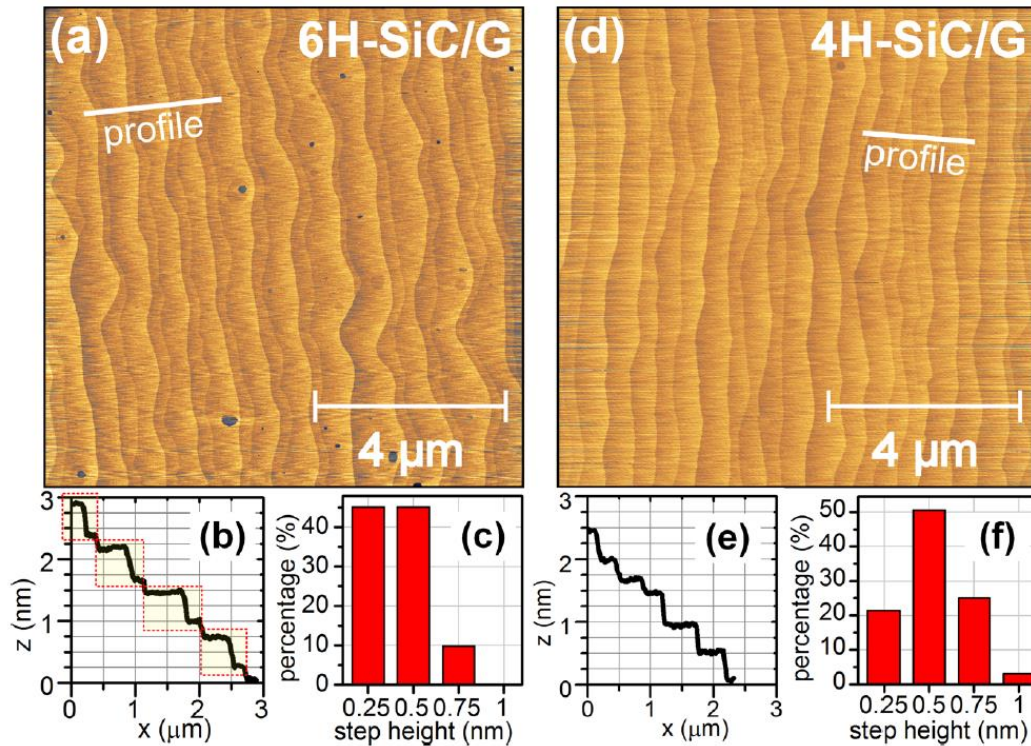 (a) 6H-SiC/G
profile
4 µm
(d) 4H-SiC/G
profile
4 µm
(b)
3
2
1
0
z (nm)
0 1 2 3
x (µm)
(c)
40
30
20
10
0
percentage (%)
0.25 0.5 0.75 1
step height (nm)
(e)
3
2
1
0
z (nm)
0 1 2 3
x (µm)
(f)
50
40
30
20
10
0
percentage (%)
0.25 0.5 0.75 1
step height (nm)